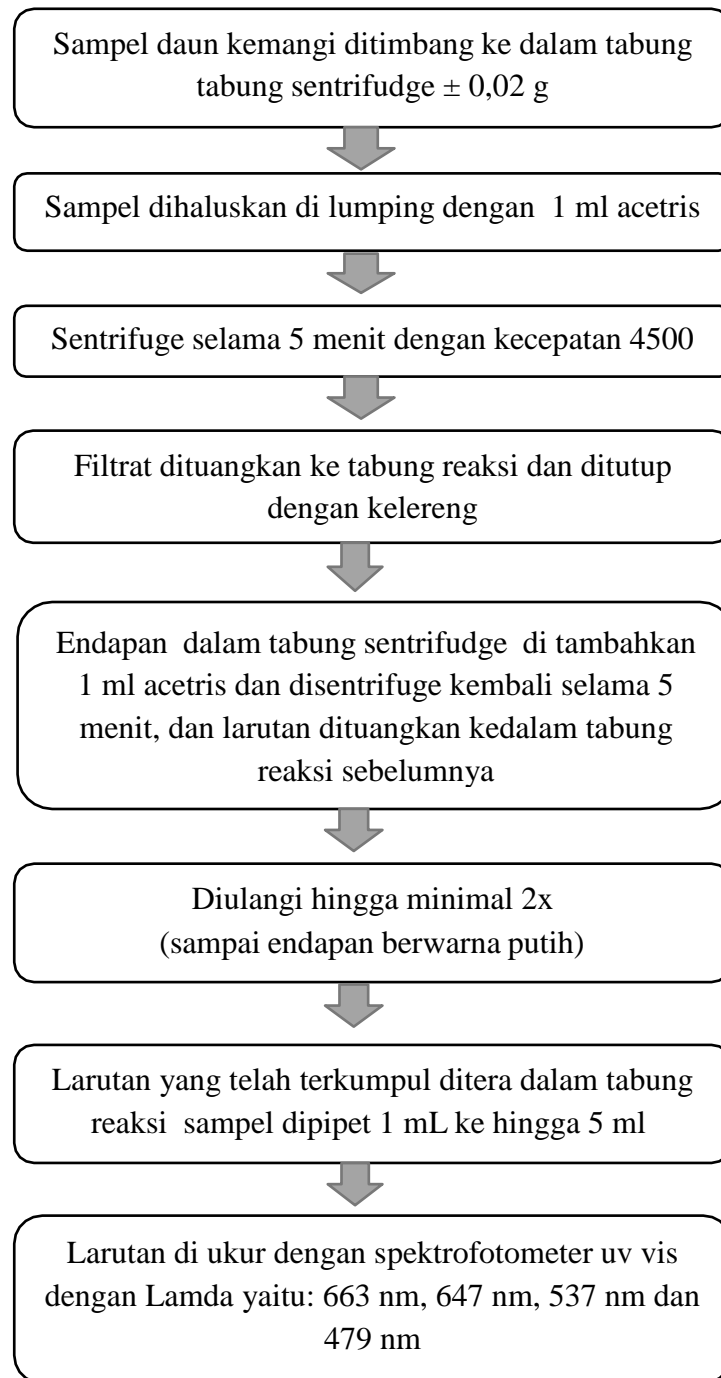 Sampel daun kemangi ditimbang ke dalam tabung
tabung sentrifudge ± 0,02 g
Sampel dihaluskan di lumping dengan 1 ml acetris
Sentrifuge selama 5 menit dengan kecepatan 4500
Filtrat dituangkan ke tabung reaksi dan ditutup
dengan kelereng
Endapan dalam tabung sentrifudge di tambahkan
1 ml acetris dan disentrifuge kembali selama 5
menit, dan larutan dituangkan kedalam tabung
reaksi sebelumnya
Diulangi hingga minimal 2x
(sampai endapan berwarna putih)
Larutan yang telah terkumpul ditera dalam tabung
reaksi sampel dipipet 1 mL ke hingga 5 ml
Larutan di ukur dengan spektrofotometer uv vis
dengan Lamda yaitu: 663 nm, 647 nm, 537 nm dan
479 nm